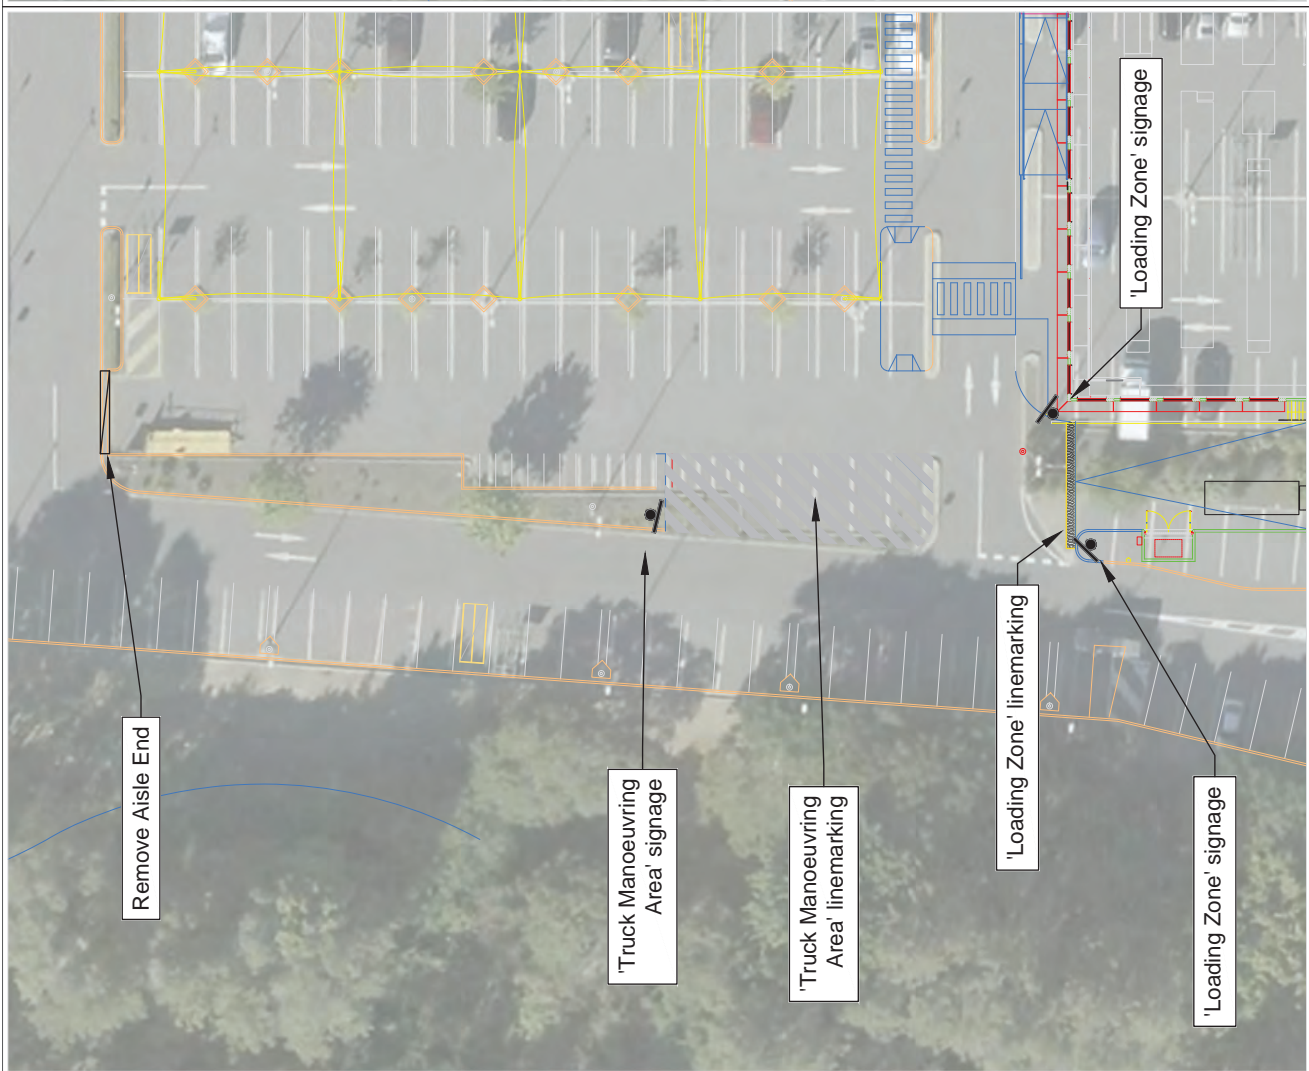 Remove Aisle End
'Truck Manoeuvring
Area' signage
'Truck Manoeuvring
Area' linemarking
'Loading Zone' linemarking
'Loading Zone' signage
'Loading Zone' signage